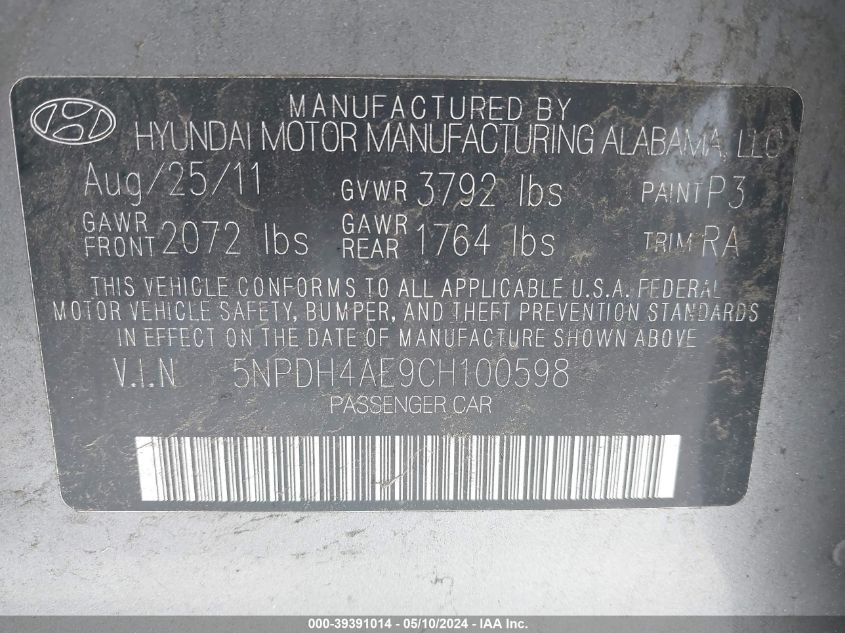 MANUFACTURED BY
HYUNDAI MOTOR MANUFACTURING ALABAMA, LLC
Aug/25/11 GVWR 3792 lbs PAINT P3
GAWR FRONT 2072 lbs GAWR REAR 1764 lbs TRIM RA
THIS VEHICLE CONFORMS TO ALL APPLICABLE U.S.A. FEDERAL
MOTOR VEHICLE SAFETY, BUMPER, AND THEFT PREVENTION STANDARDS
IN EFFECT ON THE DATE OF MANUFACTURE SHOWN ABOVE
V.I.N 5NPDH4AE9CH100598
PASSENGER CAR
000-39391014 - 05/10/2024 - IAA Inc.